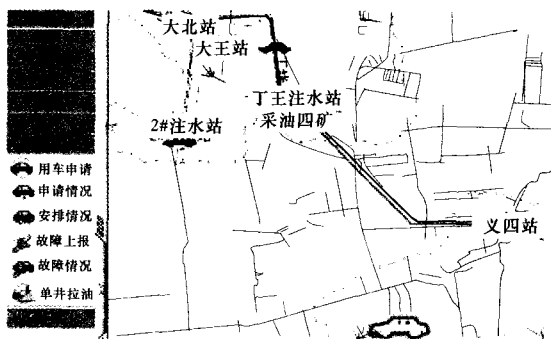 大北站
大王站
丁王注水站
采油四矿
2#注水站
用车申请
申请情况
安排情况
故障上报
故障情况
单井拉油
义四站